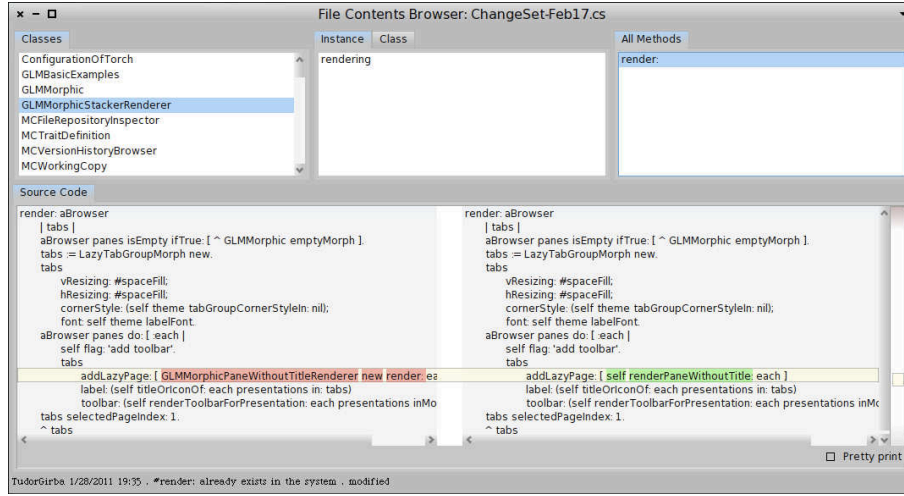 File Contents Browser: ChangeSet-Feb17.cs
Classes
Instance Class
All Methods
ConfigurationOfTorch
GLMBasicExamples
GLMMorphic
GLMMorphicStackerRenderer
MCFileRepositoryInspector
MCTraitDefinition
MCVersionHistoryBrowser
MCWorkingCopy
rendering
render:
Source Code
render: aBrowser
| tabs |
aBrowser panes isEmpty ifTrue: [ ^ GLMMorphic emptyMorph ].
tabs := LazyTabGroupMorph new.
tabs
vResizing: #spaceFill;
hResizing: #spaceFill;
cornerStyle: (self theme tabGroupCornerStyleIn: nil);
font: self theme labelFont.
aBrowser panes do: [ :each |
self flag: 'add toolbar'.
tabs
addLazyPage: [ GLMMorphicPaneWithoutTitleRenderer new render: ea
label: (self titleOrIconOf: each presentations in: tabs)
toolbar: (self renderToolbarForPresentation: each presentations inMo
tabs selectedPageIndex: 1.
^ tabs
render: aBrowser
| tabs |
aBrowser panes isEmpty ifTrue: [ ^ GLMMorphic emptyMorph ].
tabs := LazyTabGroupMorph new.
tabs
vResizing: #spaceFill;
hResizing: #spaceFill;
cornerStyle: (self theme tabGroupCornerStyleIn: nil);
font: self theme labelFont.
aBrowser panes do: [ :each |
self flag: 'add toolbar'.
tabs
addLazyPage: [ self renderPaneWithoutTitle: each ]
label: (self titleOrIconOf: each presentations in: tabs)
toolbar: (self renderToolbarForPresentation: each presentations inMo
tabs selectedPageIndex: 1.
^ tabs
Pretty print
TudorGirba 1/28/2011 19:35 . #render: already exists in the system . modified